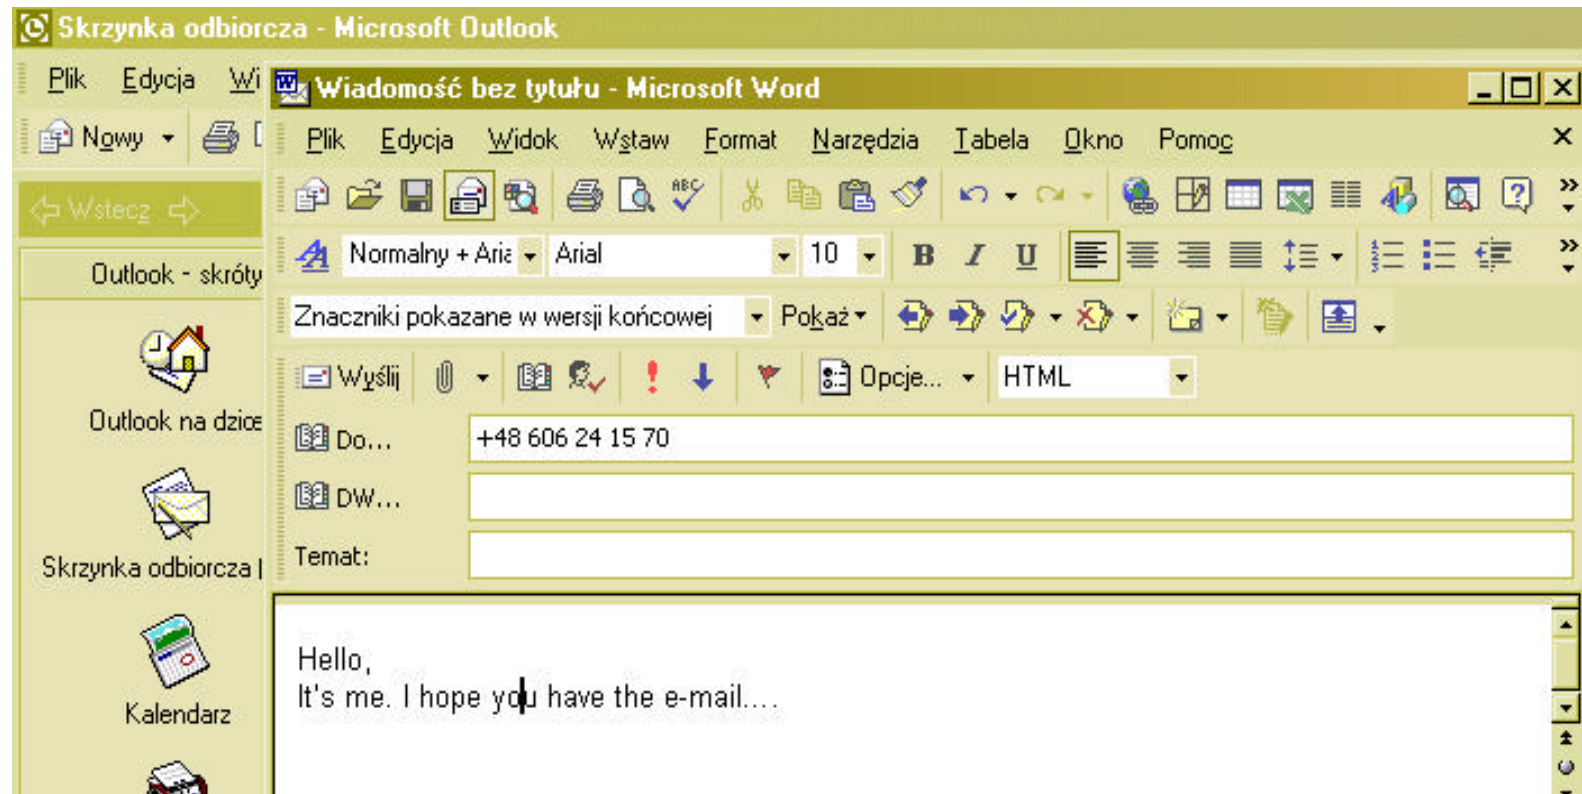 Skrzynka odbiorcza - Microsoft Outlook
Plik Edycja Wi
Nowy
Wstecz
Outlook - skróty
Outlook na dzi
Skrzynka odbiorcza
Kalendarz
Wiadomość bez tytułu - Microsoft Word
Plik Edycja Widok Wstaw Format Narzędzia Tabela Okno Pomoc
ABC
Normalny + Aria Arial 10 B I U
Znaczniki pokazane w wersji końcowej Pokaż
Wyślij Opcje... HTML
Do... +48 606 24 15 70
DW...
Temat:
Hello,
It's me. I hope you have the e-mail....